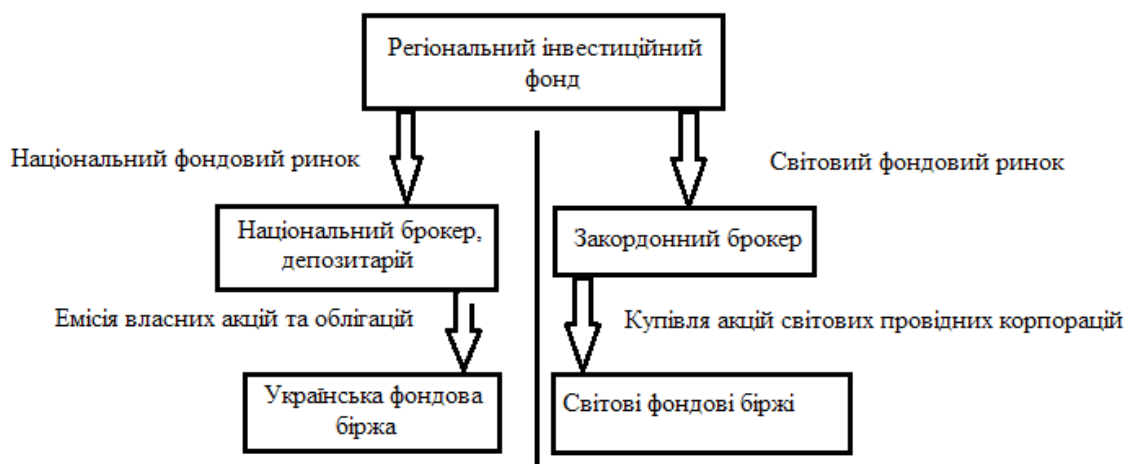 Регіональний інвестиційний
фонд
Національний фондовий ринок
Світовий фондовий ринок
Національний брокер,
депозитарій
Закордонний брокер
Емісія власних акцій та облігацій
Купівля акцій світових провідних корпорацій
Українська фондова
біржа
Світові фондові біржі